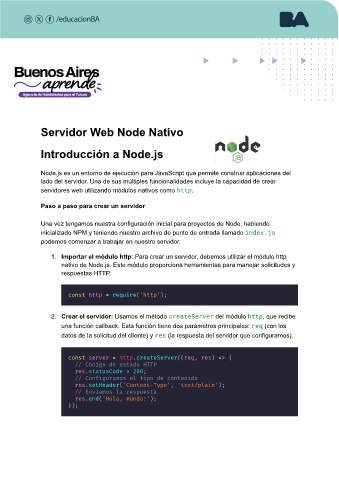 /educacionBA
BA
Buenos Aires
aprende
Agencia de Habilidades para el Futuro
Servidor Web Node Nativo
Introducción a Node.js
node
JS
Node.js es un entorno de ejecución para JavaScript que permite construir aplicaciones del
lado del servidor. Una de sus múltiples funcionalidades incluye la capacidad de crear
servidores web utilizando módulos nativos como http.
Paso a paso para crear un servidor
Una vez tengamos nuestra configuración inicial para proyectos de Node, habiendo
inicializado NPM y teniendo nuestro archivo de punto de entrada llamado index.js
podemos comenzar a trabajar en nuestro servidor:
1. Importar el módulo http: Para crear un servidor, debemos utilizar el módulo http
nativo de Node.js. Este módulo proporciona herramientas para manejar solicitudes y
respuestas HTTP.
const http = require('http');
2. Crear el servidor: Usamos el método createServer del módulo http, que recibe
una función callback. Esta función tiene dos parámetros principales: req (con los
datos de la solicitud del cliente) y res (la respuesta del servidor que configuramos).
const server = http.createServer((req, res) => {
// Código de estado HTTP
res.statusCode = 200;
// Configuramos el tipo de contenido
res.setHeader('Content-Type', 'text/plain');
// Enviamos la respuesta
res.end('Hola, mundo!');
});